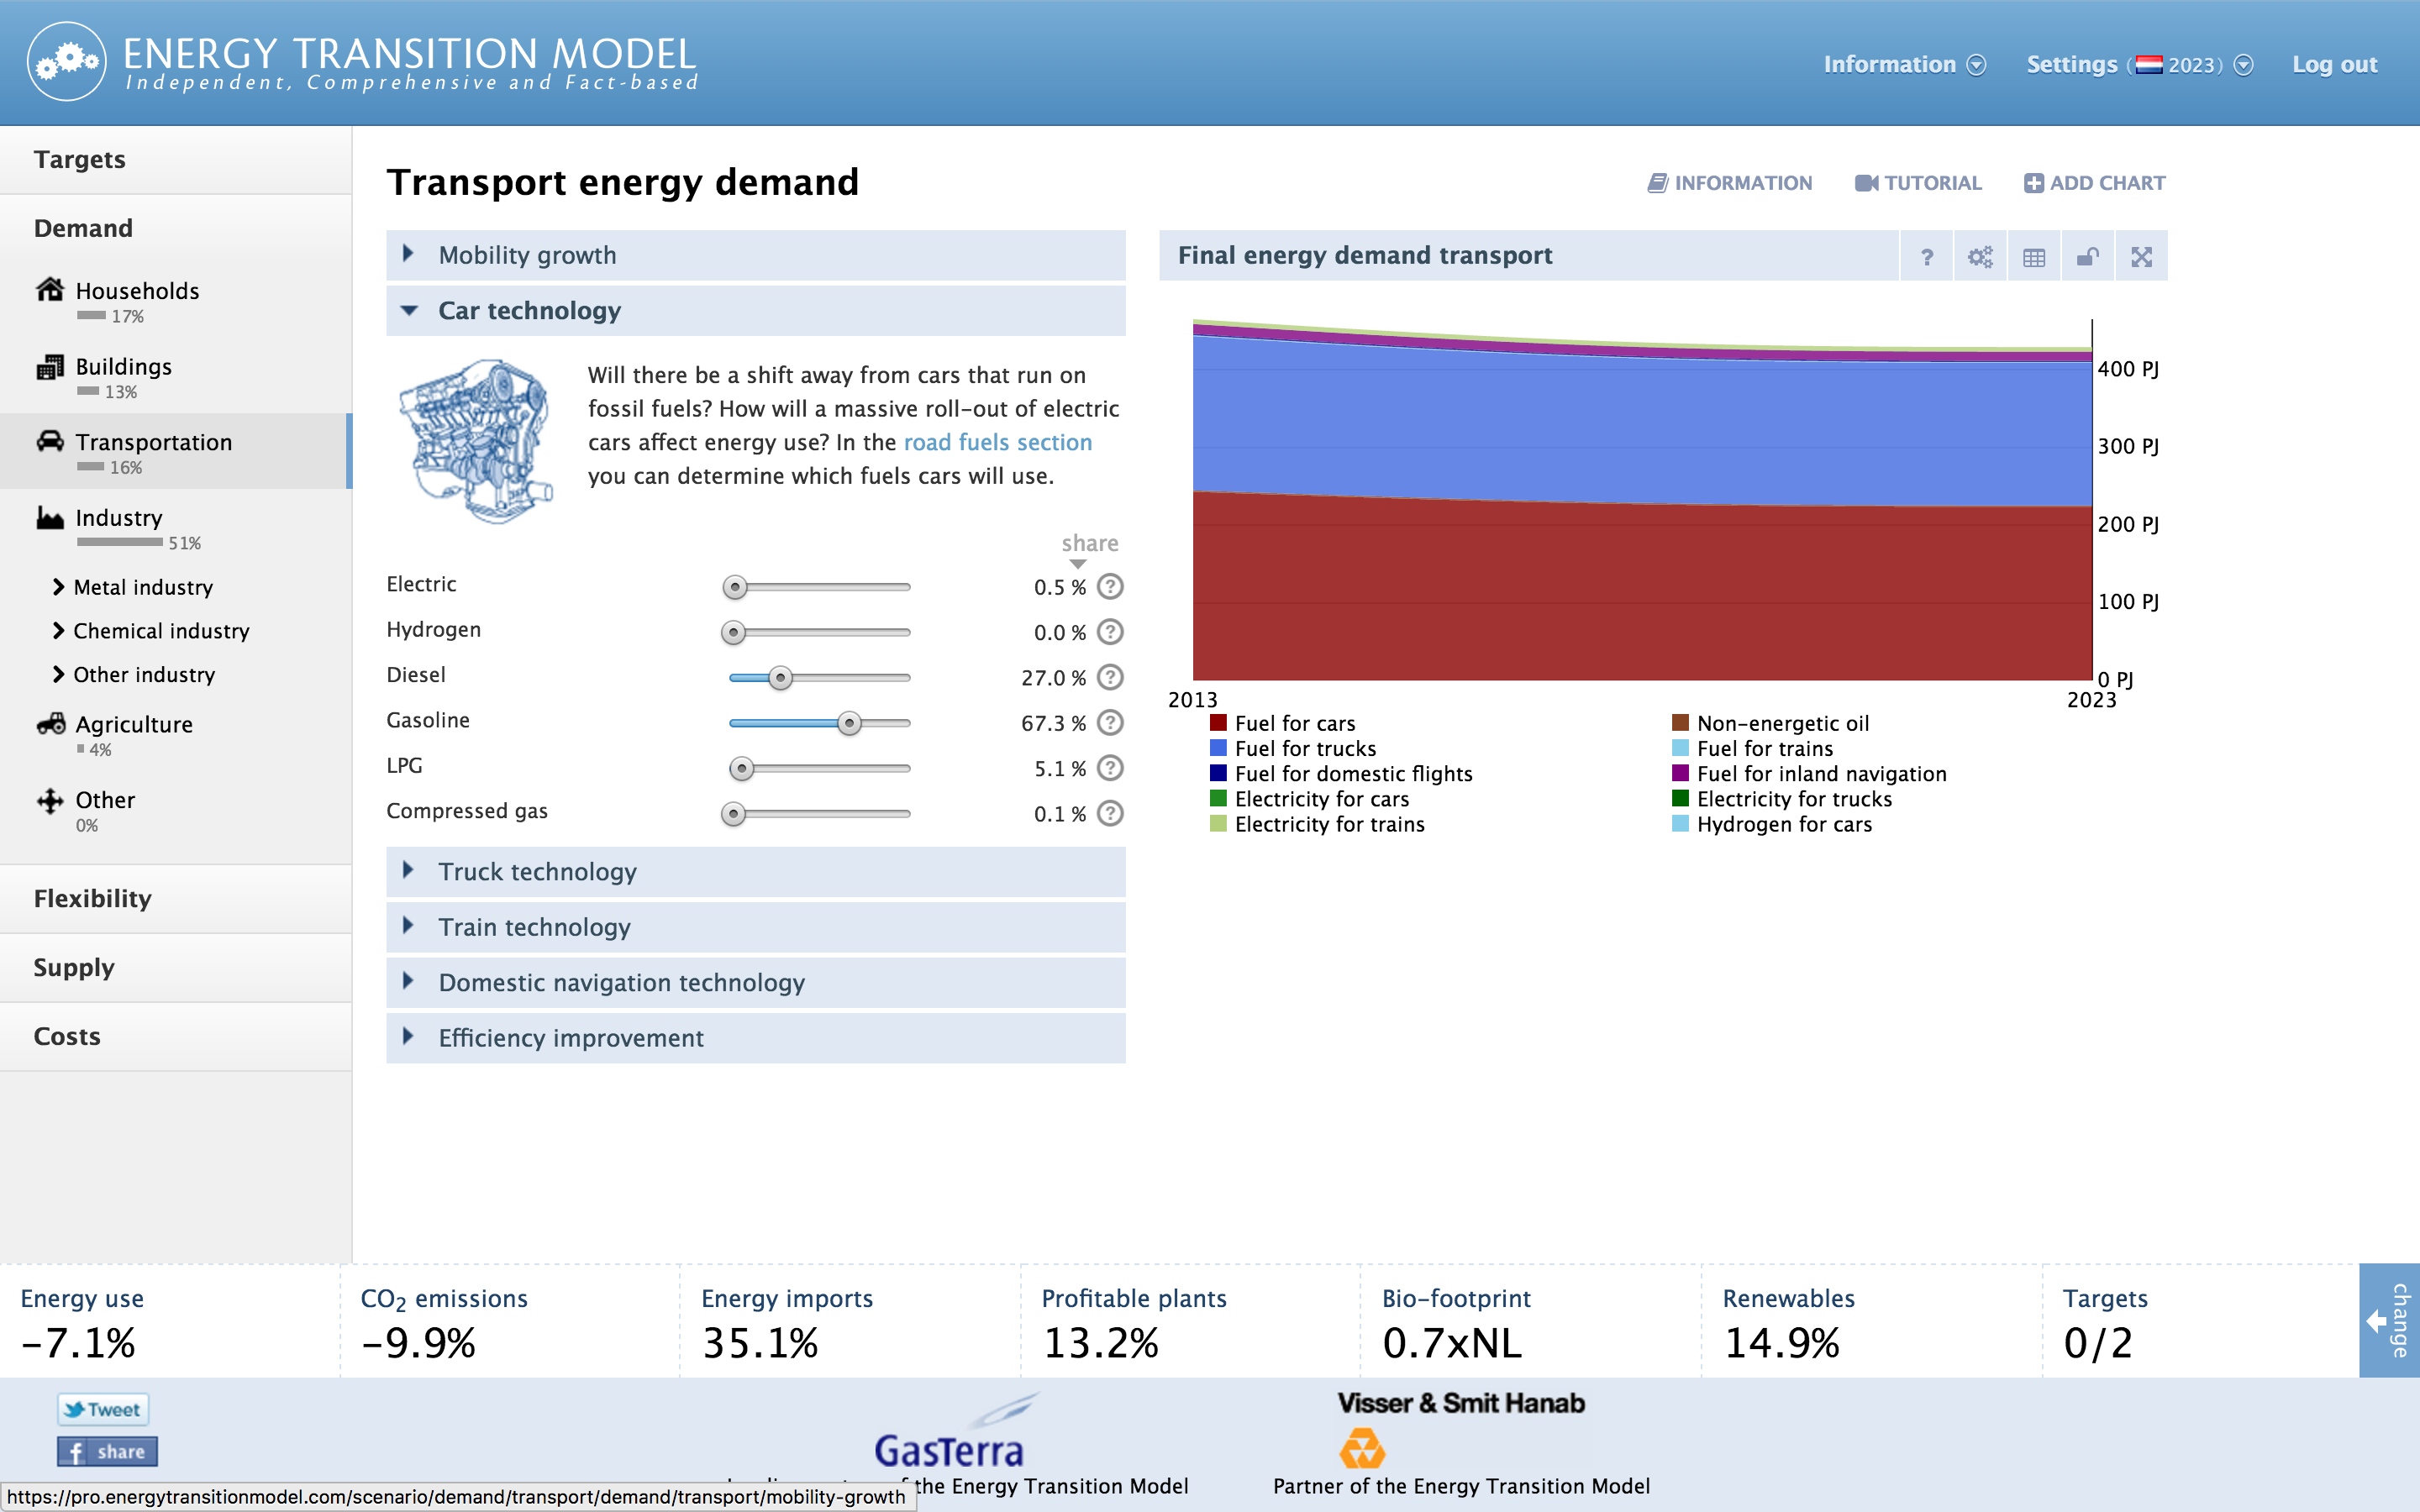 ENERGY TRANSITION MODEL
Independent, Comprehensive and Fact-based
Information
Settings (2023)
Log out
Targets
Demand
Households
17%
Buildings
13%
Transportation
16%
Industry
51%
Metal industry
Chemical industry
Other industry
Agriculture
4%
Other
0%
Flexibility
Supply
Costs
Transport energy demand
INFORMATION
TUTORIAL
ADD CHART
Mobility growth
Car technology
Will there be a shift away from cars that run on
fossil fuels? How will a massive roll-out of electric
cars affect energy use? In the road fuels section
you can determine which fuels cars will use.
share
Electric 0.5 % ?
Hydrogen 0.0 % ?
Diesel 27.0 % ?
Gasoline 67.3 % ?
LPG 5.1 % ?
Compressed gas 0.1 % ?
Truck technology
Train technology
Domestic navigation technology
Efficiency improvement
Final energy demand transport
?
400 PJ
300 PJ
200 PJ
100 PJ
0 PJ
2013
2023
Fuel for cars
Fuel for trucks
Fuel for domestic flights
Electricity for cars
Electricity for trains
Non-energetic oil
Fuel for trains
Fuel for inland navigation
Electricity for trucks
Hydrogen for cars
Energy use
-7.1%
CO2 emissions
-9.9%
Energy imports
35.1%
Profitable plants
13.2%
Bio-footprint
0.7xNL
Renewables
14.9%
Targets
0/2
change
Tweet
f share
GasTerra
the Energy Transition Model
Visser & Smit Hanab
Partner of the Energy Transition Model
https://pro.energytransitionmodel.com/scenario/demand/transport/demand/transport/mobility-growth